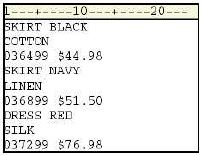 1---+----10---+----20---
SKIRT BLACK
COTTON
036499 $44.98
SKIRT NAVY
LINEN
036899 $51.50
DRESS RED
SILK
037299 $76.98